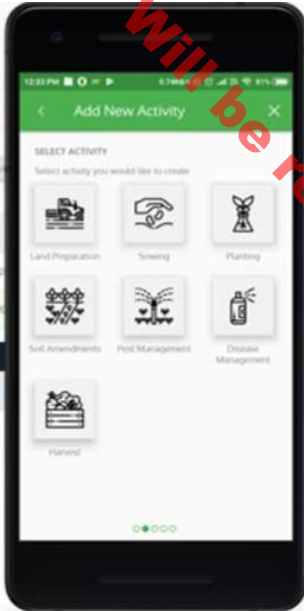 Will be re
12:33 PM
81%
Add New Activity
SELECT ACTIVITY
Select activity you would like to create
Land Preparation
Sowing
Planting
Soil Amendments
Pest Management
Disease
Management
Harvest